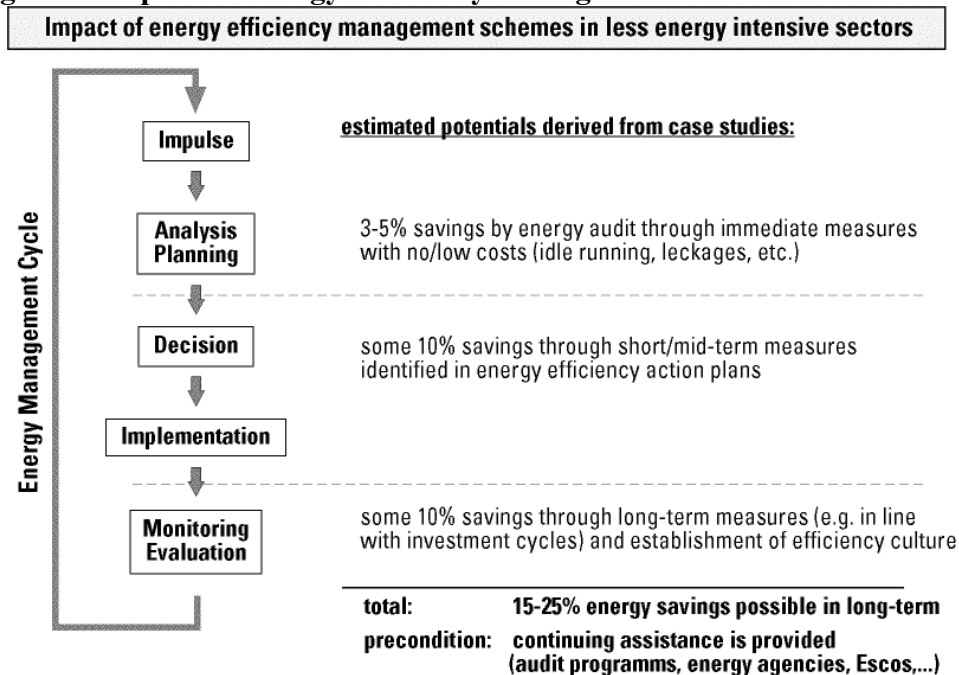 Impact of energy efficiency management schemes in less energy intensive sectors
Energy Management Cycle
Impulse
estimated potentials derived from case studies:
Analysis
Planning
3-5% savings by energy audit through immediate measures
with no/low costs (idle running, leckages, etc.)
Decision
some 10% savings through short/mid-term measures
identified in energy efficiency action plans
Implementation
Monitoring
Evaluation
some 10% savings through long-term measures (e.g. in line
with investment cycles) and establishment of efficiency culture
total: 15-25% energy savings possible in long-term
precondition: continuing assistance is provided
(audit programms, energy agencies, Escos,...)